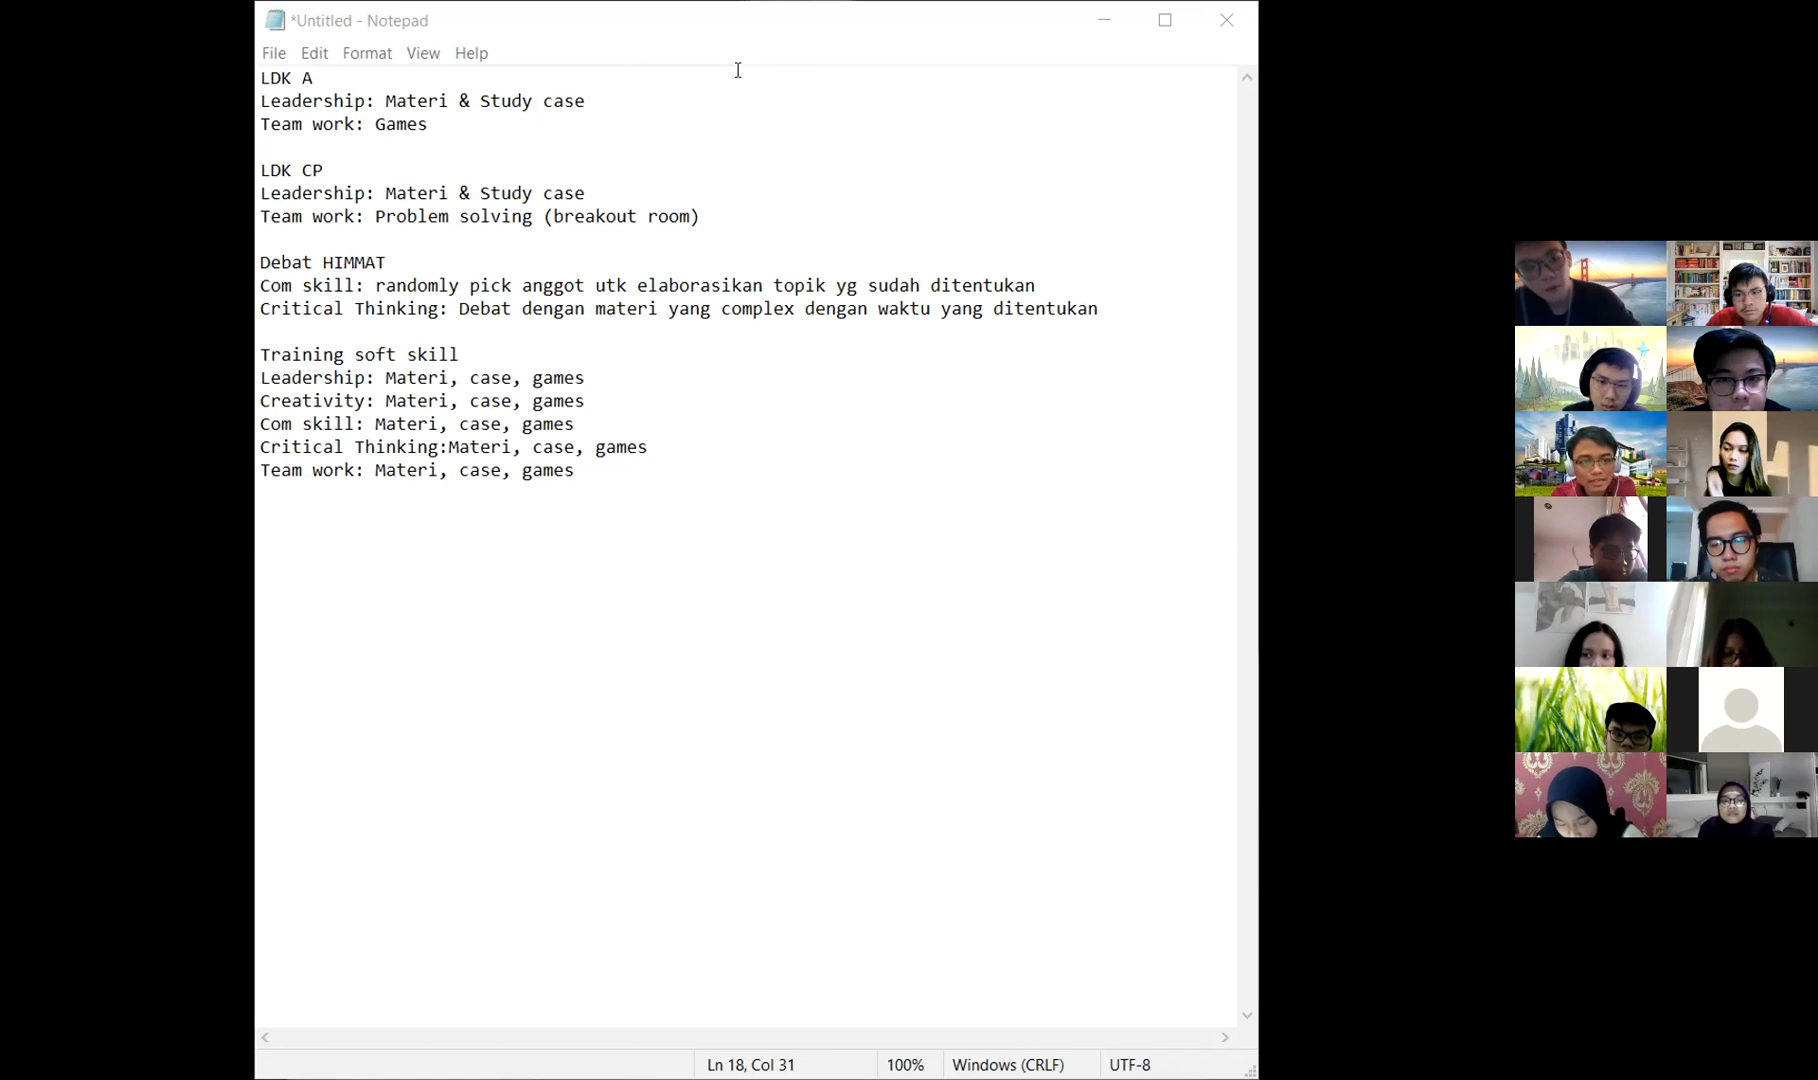 *Untitled - Notepad
File Edit Format View Help
LDK A
Leadership: Materi & Study case
Team work: Games
LDK CP
Leadership: Materi & Study case
Team work: Problem solving (breakout room)
Debat HIMMAT
Com skill: randomly pick anggot utk elaborasikan topik yg sudah ditentukan
Critical Thinking: Debat dengan materi yang complex dengan waktu yang ditentukan
Training soft skill
Leadership: Materi, case, games
Creativity: Materi, case, games
Com skill: Materi, case, games
Critical Thinking:Materi, case, games
Team work: Materi, case, games
Ln 18, Col 31 100% Windows (CRLF) UTF-8